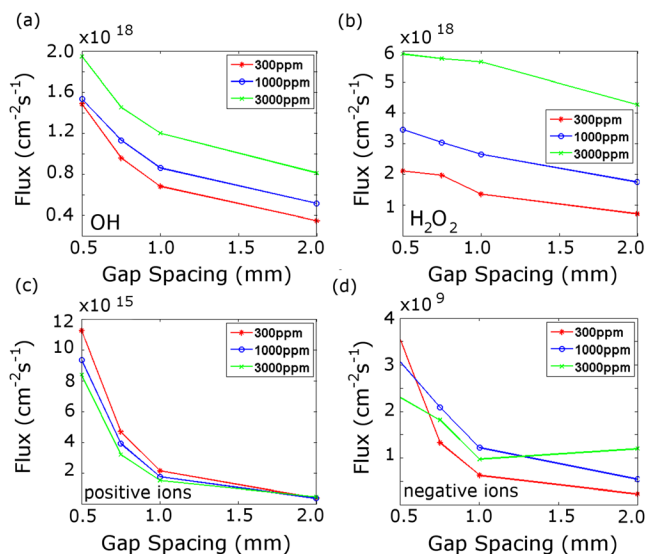 (a)
x 10 18
Flux (cm-2s-1)
2.0
1.6
1.2
0.8
0.4
300ppm
1000ppm
3000ppm
OH
0.5 1.0 1.5 2.0
Gap Spacing (mm)
(b)
x 10 18
Flux (cm-2s-1)
6
5
4
3
2
1
300ppm
1000ppm
3000ppm
H2O2
0.5 1.0 1.5 2.0
Gap Spacing (mm)
(c)
x 10 15
Flux (cm-2s-1)
12
10
8
6
4
2
300ppm
1000ppm
3000ppm
positive ions
0.5 1.0 1.5 2.0
Gap Spacing (mm)
(d)
x 10 9
Flux (cm-2s-1)
4
3
2
1
300ppm
1000ppm
3000ppm
negative ions
0.5 1.0 1.5 2.0
Gap Spacing (mm)